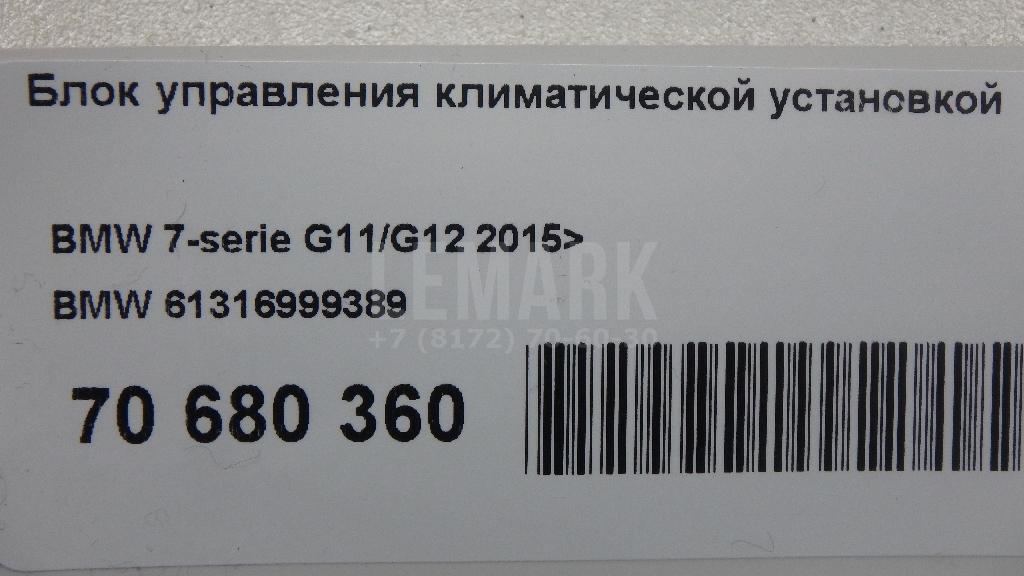 Блок управления климатической установкой
BMW 7-serie G11/G12 2015>
BMW 61316999389
LEMARK
+7 (8172) 70-60-30
70 680 360